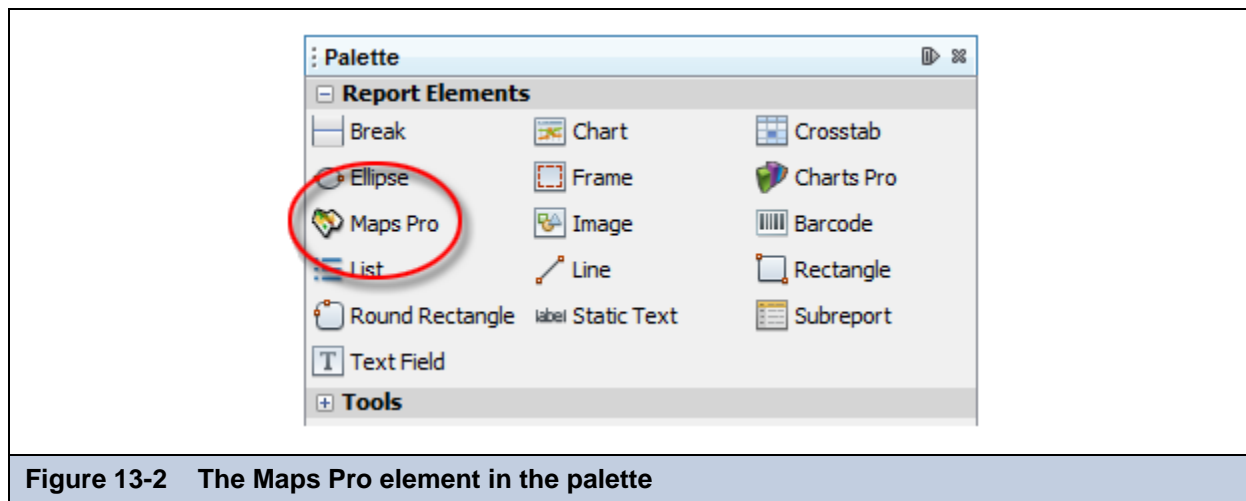 Palette
Report Elements
Break Chart Crosstab
Ellipse Frame Charts Pro
Maps Pro Image Barcode
List Line Rectangle
Round Rectangle label Static Text Subreport
T Text Field
Tools
Figure 13-2 The Maps Pro element in the palette